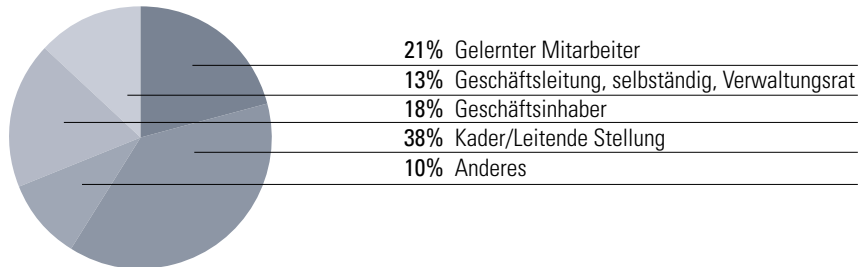 21% Gelernter Mitarbeiter
13% Geschäftsleitung, selbständig, Verwaltungsrat
18% Geschäftsinhaber
38% Kader/Leitende Stellung
10% Anderes